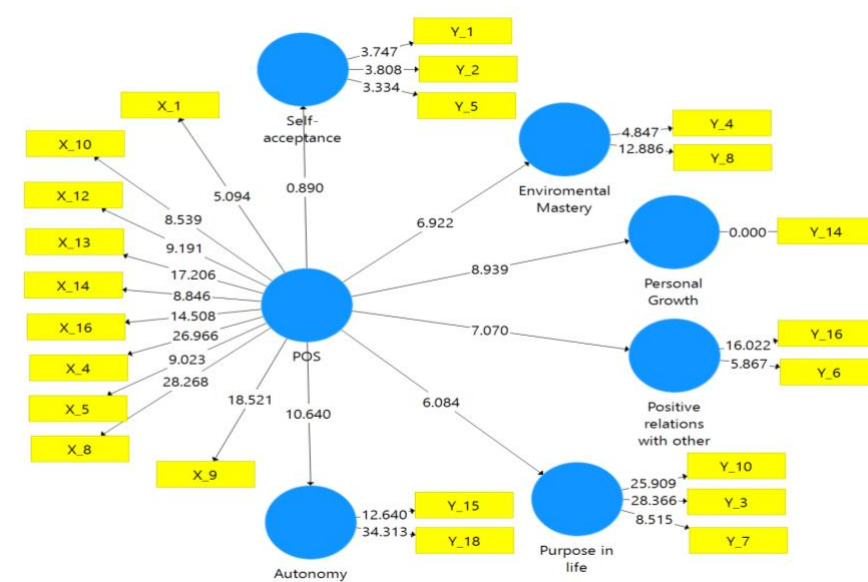 Y_1
3.747
3.808
Y_2
3.334
Y_5
Self-
acceptance
X_1
X_10
5.094
0.890
4.847
Y_4
12.886
Y_8
Enviromental
Mastery
X_12
8.539
9.191
6.922
X_13
17.206
8.939
0.000
Y_14
Personal
Growth
X_14
8.846
X_16
14.508
26.966
POS
7.070
16.022
Y_16
5.867
Y_6
Positive
relations
with other
X_4
9.023
X_5
28.268
X_8
18.521
X_9
10.640
6.084
Y_10
25.909
28.366
Y_3
8.515
Y_7
Purpose in
life
12.640
Y_15
34.313
Y_18
Autonomy